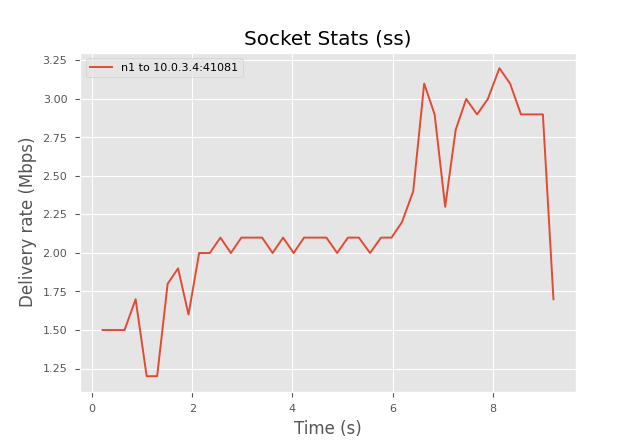 Socket Stats (ss)
n1 to 10.0.3.4:41081
3.25
3.00
2.75
2.50
2.25
2.00
1.75
1.50
1.25
Delivery rate (Mbps)
0 2 4 6 8
Time (s)